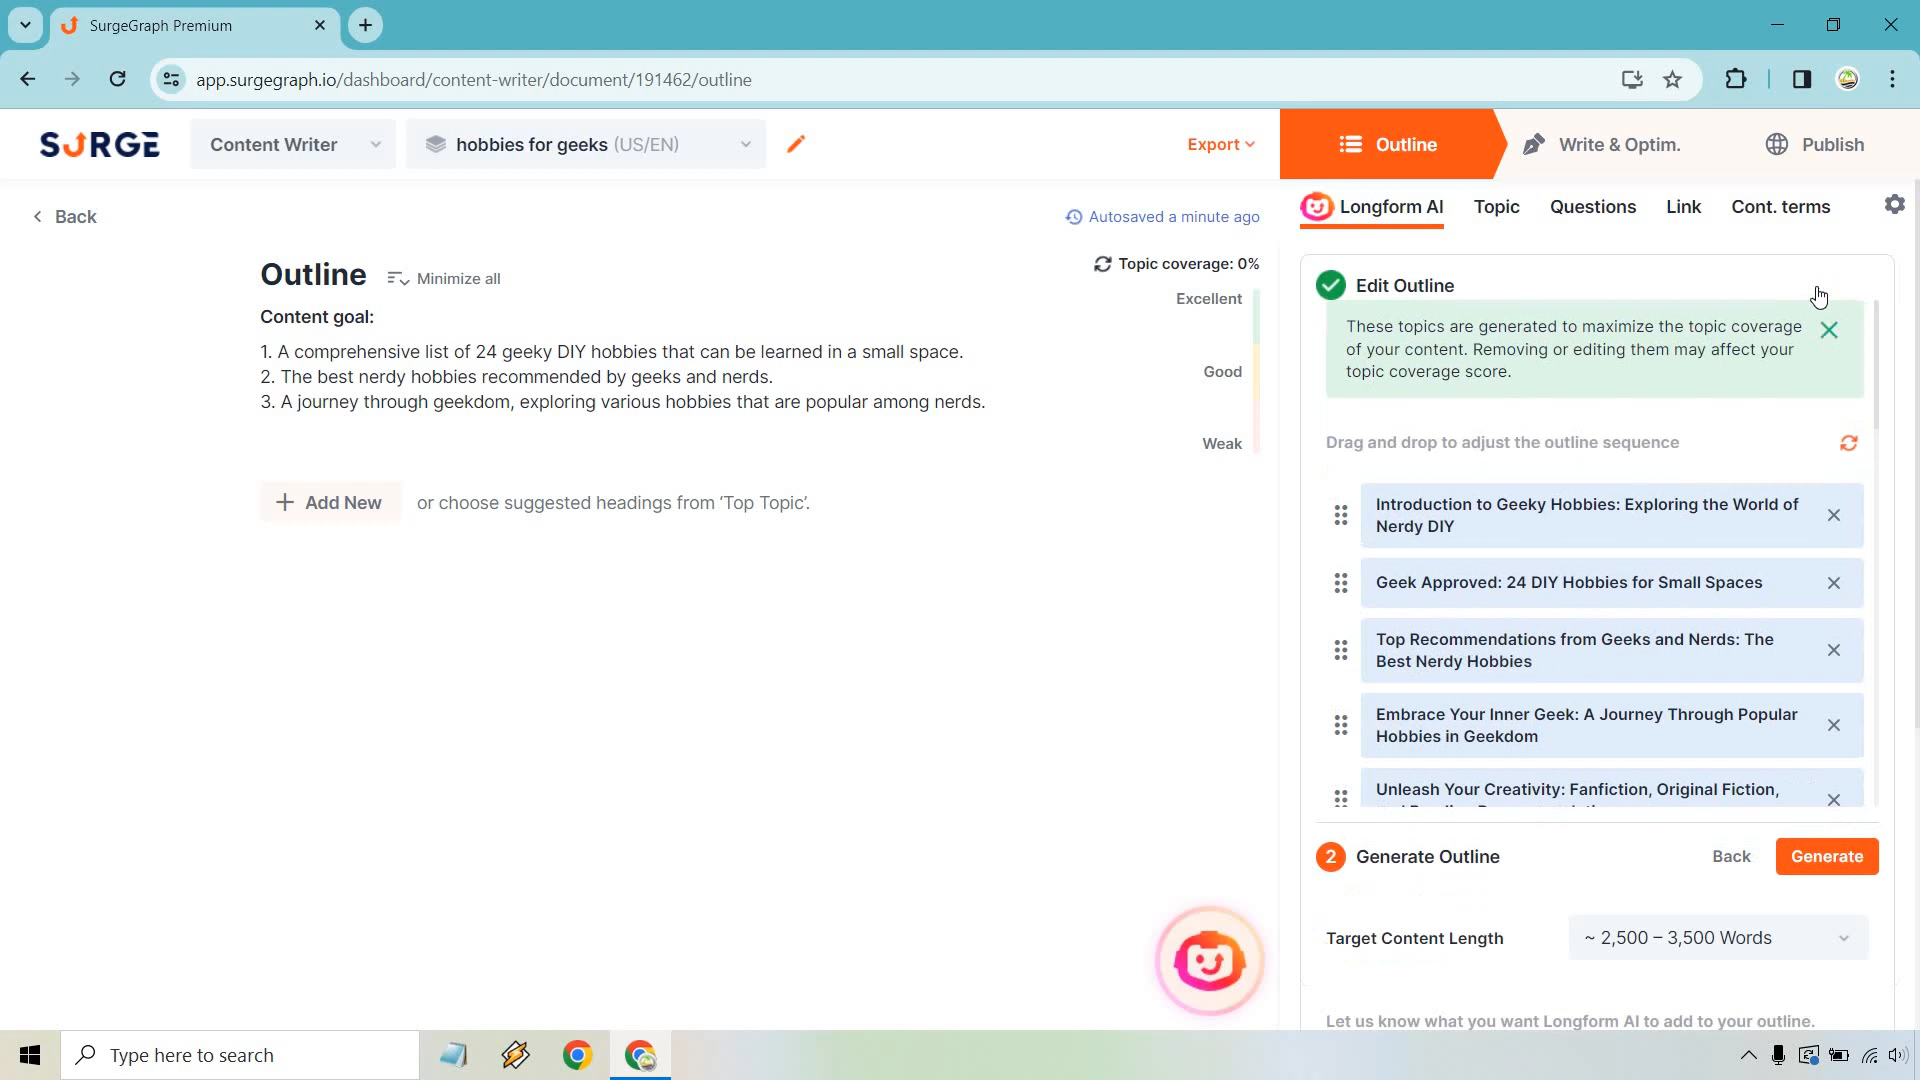 SurgeGraph Premium
app.surgegraph.io/dashboard/content-writer/document/191462/outline
SURGE
Content Writer
hobbies for geeks (US/EN)
Export
Outline
Write & Optim.
Publish
Back
Autosaved a minute ago
Longform AI
Topic
Questions
Link
Cont. terms
Outline
Minimize all
Topic coverage: 0%
Excellent
Good
Weak
Content goal:
1. A comprehensive list of 24 geeky DIY hobbies that can be learned in a small space.
2. The best nerdy hobbies recommended by geeks and nerds.
3. A journey through geekdom, exploring various hobbies that are popular among nerds.
Add New
or choose suggested headings from ‘Top Topic’.
Edit Outline
These topics are generated to maximize the topic coverage
of your content. Removing or editing them may affect your
topic coverage score.
Drag and drop to adjust the outline sequence
Introduction to Geeky Hobbies: Exploring the World of
Nerdy DIY
Geek Approved: 24 DIY Hobbies for Small Spaces
Top Recommendations from Geeks and Nerds: The
Best Nerdy Hobbies
Embrace Your Inner Geek: A Journey Through Popular
Hobbies in Geekdom
Unleash Your Creativity: Fanfiction, Original Fiction,
2 Generate Outline
Back
Generate
Target Content Length
~ 2,500 – 3,500 Words
Let us know what you want Longform AI to add to your outline.
Type here to search